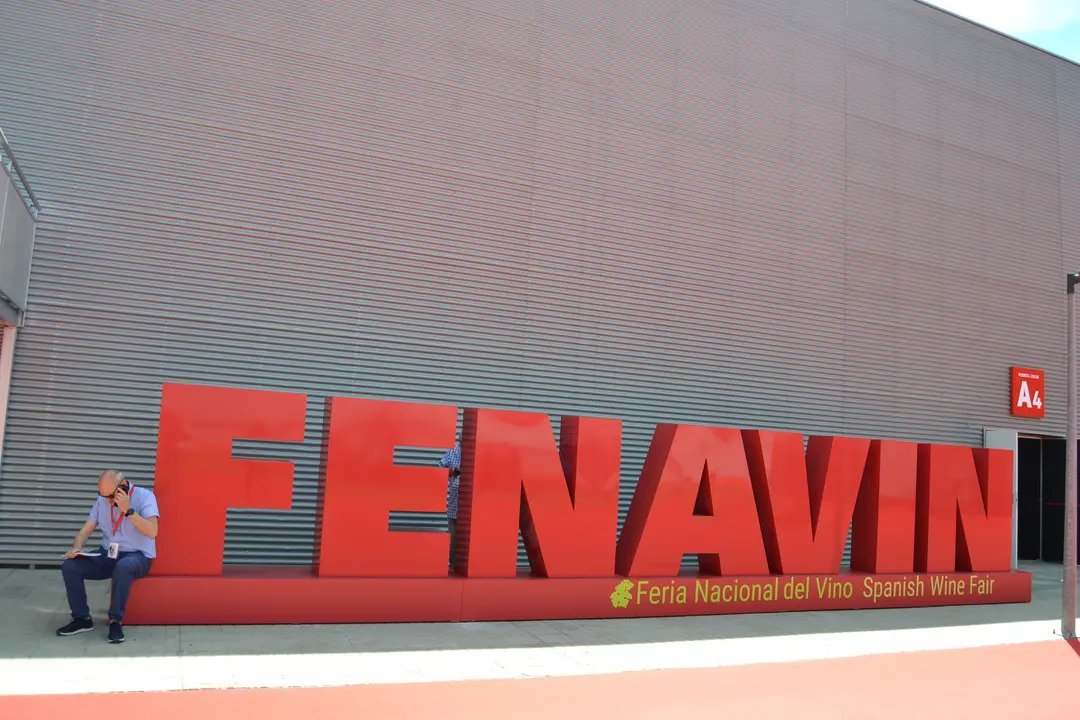 A4
FENAVIN
Feria Nacional del Vino Spanish Wine Fair